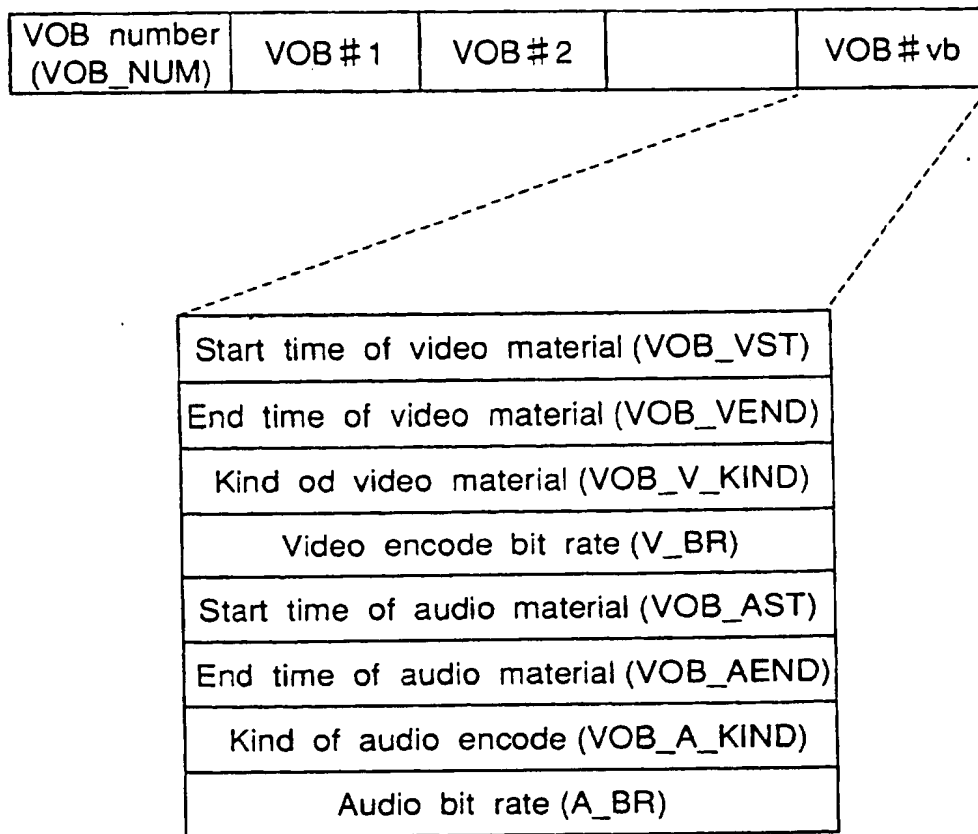 VOB number
(VOB_NUM)
VOB#1
VOB#2
VOB#vb
Start time of video material (VOB_VST)
End time of video material (VOB_VEND)
Kind od video material (VOB_V_KIND)
Video encode bit rate (V_BR)
Start time of audio material (VOB_AST)
End time of audio material (VOB_AEND)
Kind of audio encode (VOB_A_KIND)
Audio bit rate (A_BR)